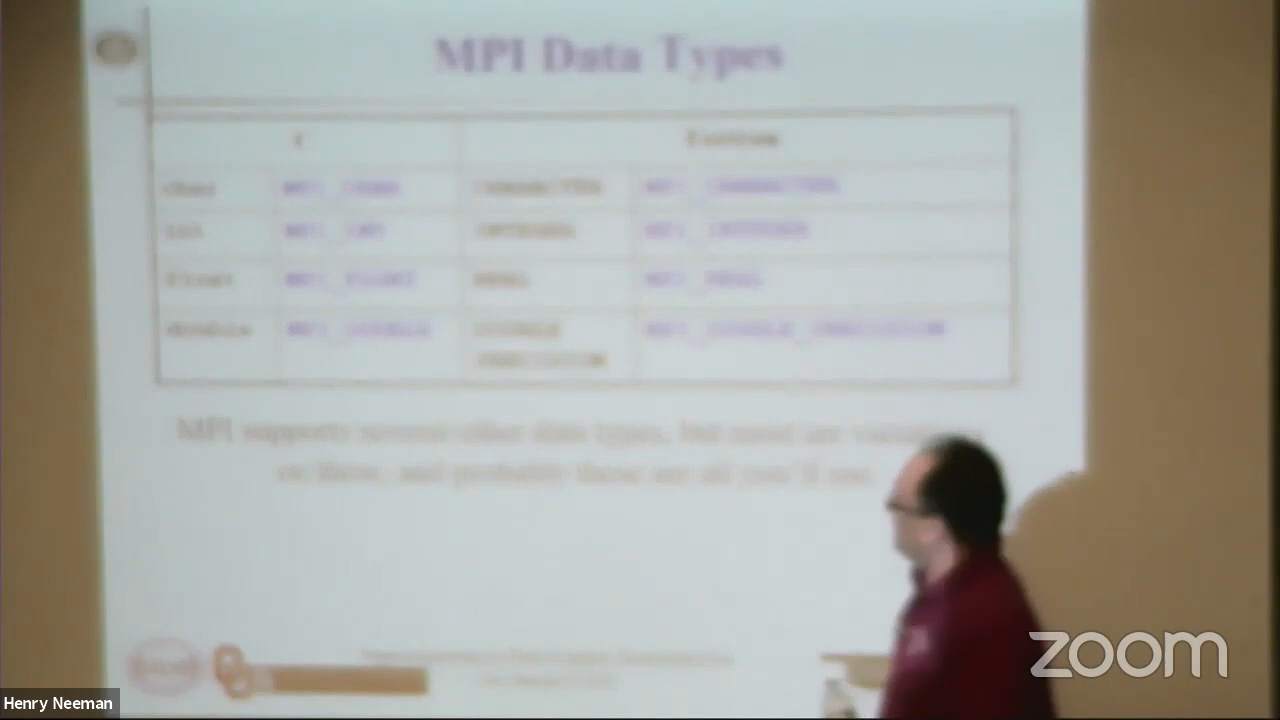 MPI Data Types
C Fortran
char MPI_CHAR CHARACTER MPI_CHARACTER
int MPI_INT INTEGER MPI_INTEGER
float MPI_FLOAT REAL MPI_REAL
double MPI_DOUBLE DOUBLE MPI_DOUBLE_PRECISION
PRECISION
MPI supports several other data types, but most are
on these, and probably these are all you'll use.
zoom
Henry Neeman